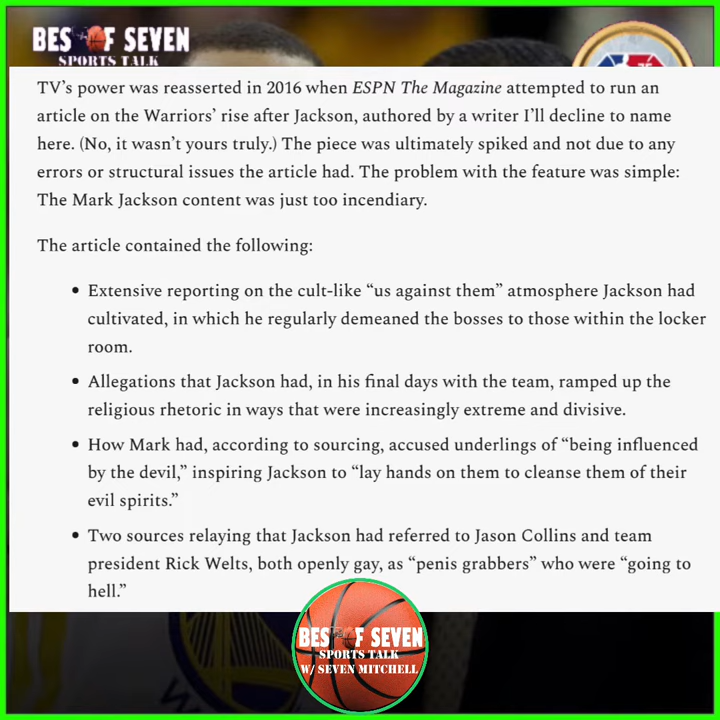 BES OF SEVEN
SPORTS TALK
TV’s power was reasserted in 2016 when ESPN The Magazine attempted to run an
article on the Warriors’ rise after Jackson, authored by a writer I’ll decline to name
here. (No, it wasn’t yours truly.) The piece was ultimately spiked and not due to any
errors or structural issues the article had. The problem with the feature was simple:
The Mark Jackson content was just too incendiary.
The article contained the following:
• Extensive reporting on the cult-like “us against them” atmosphere Jackson had
cultivated, in which he regularly demeaned the bosses to those within the locker
room.
• Allegations that Jackson had, in his final days with the team, ramped up the
religious rhetoric in ways that were increasingly extreme and divisive.
• How Mark had, according to sourcing, accused underlings of “being influenced
by the devil,” inspiring Jackson to “lay hands on them to cleanse them of their
evil spirits.”
• Two sources relaying that Jackson had referred to Jason Collins and team
president Rick Welts, both openly gay, as “penis grabbers” who were “going to
hell.”
BES OF SEVEN
SPORTS TALK
W/ SEVEN MITCHELL